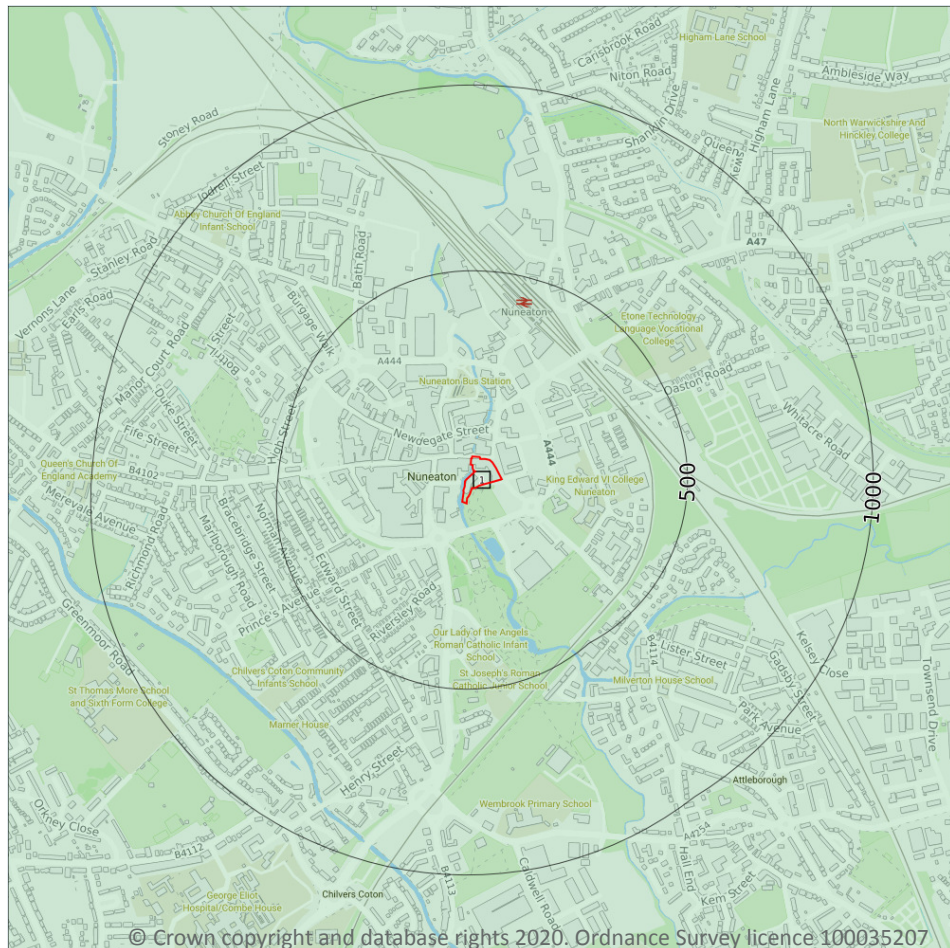 Carisbrook Road
Higham Lane School
Niton Road
Ambleside Way
Stoney Road
Shanklin Drive
Higham Lane
North Warwickshire And
Hinckley College
Queensway
Jodrell Street
Abbey Church Of England
Infant School
A47
Stanley Road
Bath Road
Vernons Lane
Earls Road
Burgage Walk
Nuneaton
Etone Technology
Language Vocational
College
Manor Court Road
Street
A444
Nuneaton Bus Station
Oaston Road
Duke Street
High Street
Newdegate Street
Whitacre Road
Fife Street
A444
Queen's Church Of
England Academy
B4102
Nuneaton
1
King Edward VI College
Nuneaton
500
1000
Merevale Avenue
Richmond Road
Marlborough Road
Bracebridge Street
Norman Avenue
Edward Street
Prince's Avenue
Riversley Road
Greenmoor Road
Our Lady of the Angels
Roman Catholic Infant
School
B4114
Lister Street
Kelsey Close
Chilvers Coton Community
Infants School
St Joseph's Roman
Catholic Junior School
Milverton House School
Gadsby Street
Townsend Drive
St Thomas More School
and Sixth Form College
Marner House
Park Avenue
Henry Street
Attleborough
Orkney Close
Wembrook Primary School
A4254
B4112
Hall End
B4113
Caldwell Road
Kem Street
George Eliot
Hospital/Combe House
Chilvers Coton
© Crown copyright and database rights 2020. Ordnance Survey licence 100035207